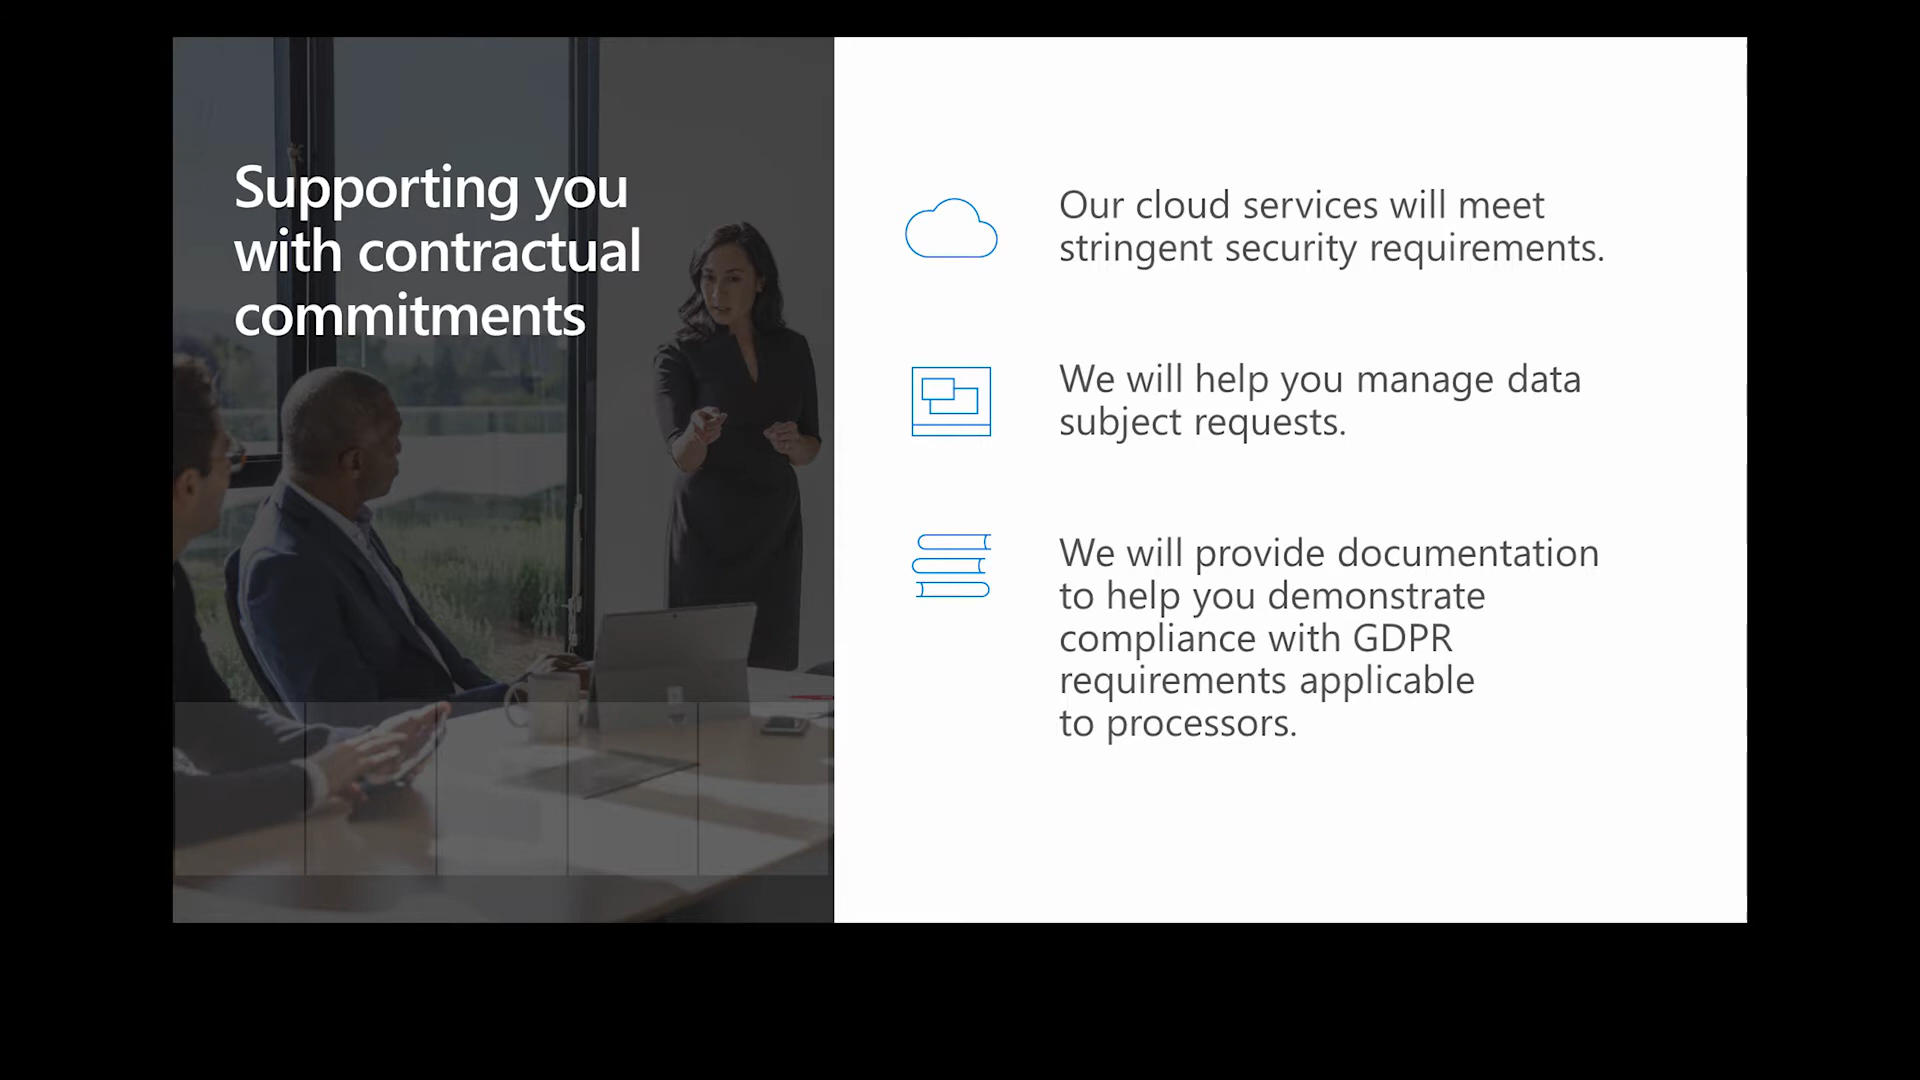 Supporting you
with contractual
commitments
Our cloud services will meet
stringent security requirements.
We will help you manage data
subject requests.
We will provide documentation
to help you demonstrate
compliance with GDPR
requirements applicable
to processors.